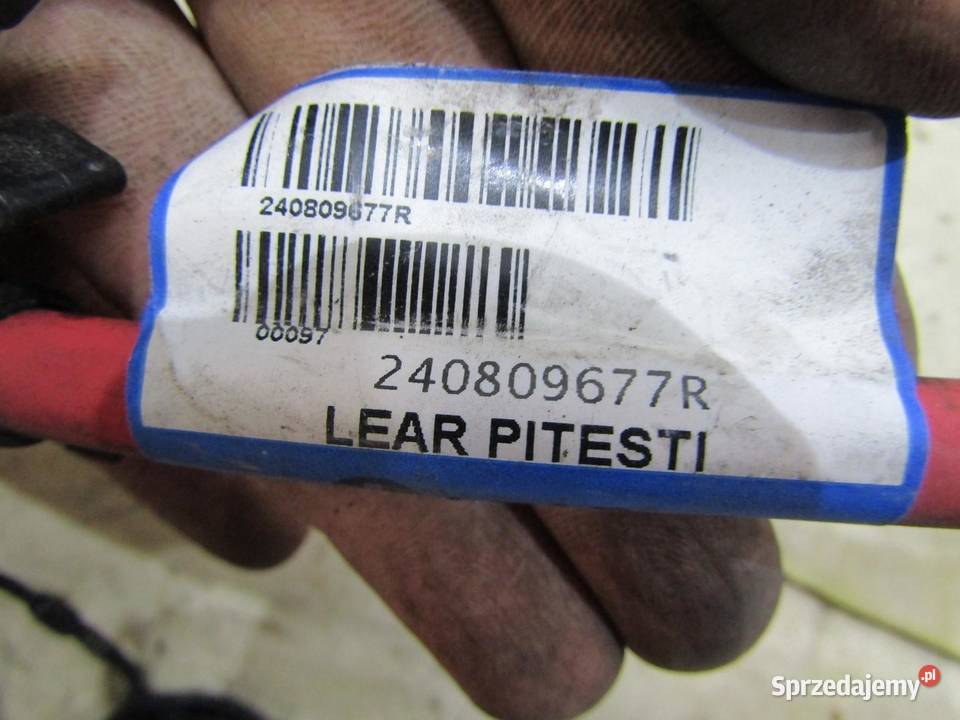 240809677R
00097
240809677R
LEAR PITESTI
Sprzedajemy.pl